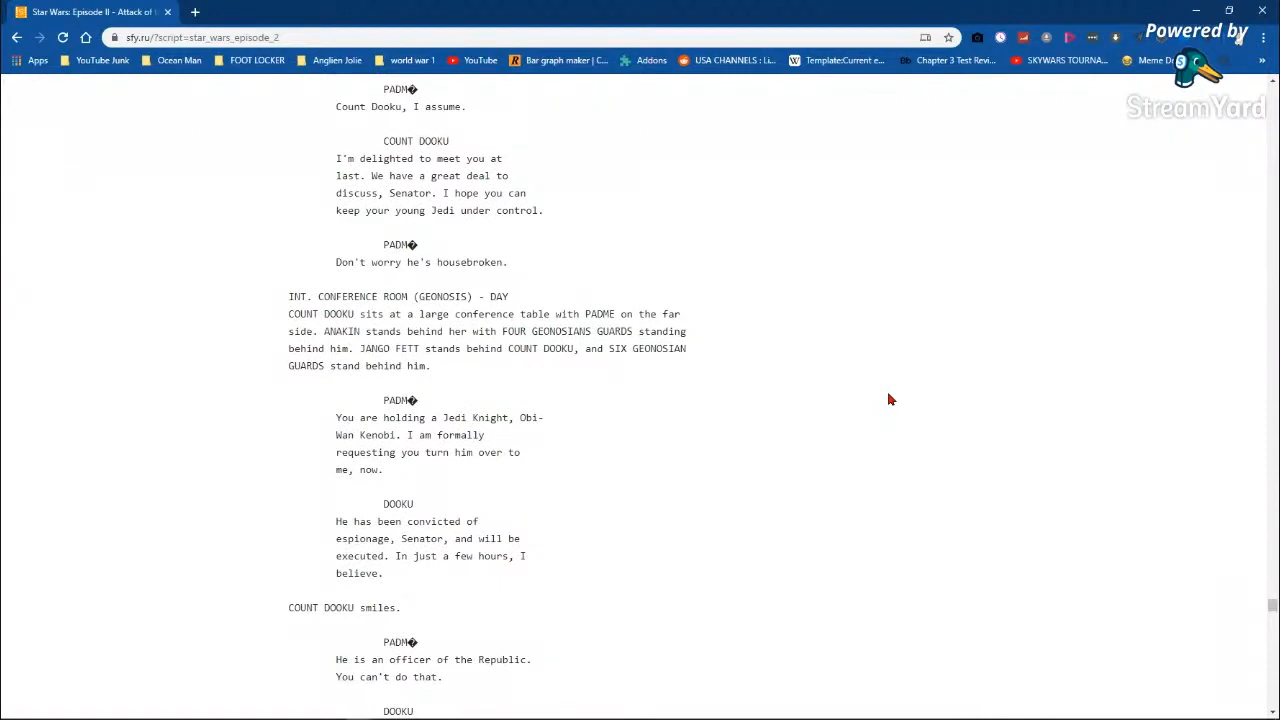 Star Wars: Episode II - Attack of
sfy.ru/?script=star_wars_episode_2
Powered by
Apps YouTube Junk Ocean Man FOOT LOCKER Anglien Jolie world war 1 YouTube Bar graph maker | C... Addons USA CHANNELS : Li... Template:Current e... Chapter 3 Test Revi... SKYWARS TOURNA... Meme
StreamYard
PADM�
Count Dooku, I assume.
COUNT DOOKU
I'm delighted to meet you at
last. We have a great deal to
discuss, Senator. I hope you can
keep your young Jedi under control.
PADM�
Don't worry he's housebroken.
INT. CONFERENCE ROOM (GEONOSIS) - DAY
COUNT DOOKU sits at a large conference table with PADME on the far
side. ANAKIN stands behind her with FOUR GEONOSIANS GUARDS standing
behind him. JANGO FETT stands behind COUNT DOOKU, and SIX GEONOSIAN
GUARDS stand behind him.
PADM�
You are holding a Jedi Knight, Obi-
Wan Kenobi. I am formally
requesting you turn him over to
me, now.
DOOKU
He has been convicted of
espionage, Senator, and will be
executed. In just a few hours, I
believe.
COUNT DOOKU smiles.
PADM�
He is an officer of the Republic.
You can't do that.
DOOKU